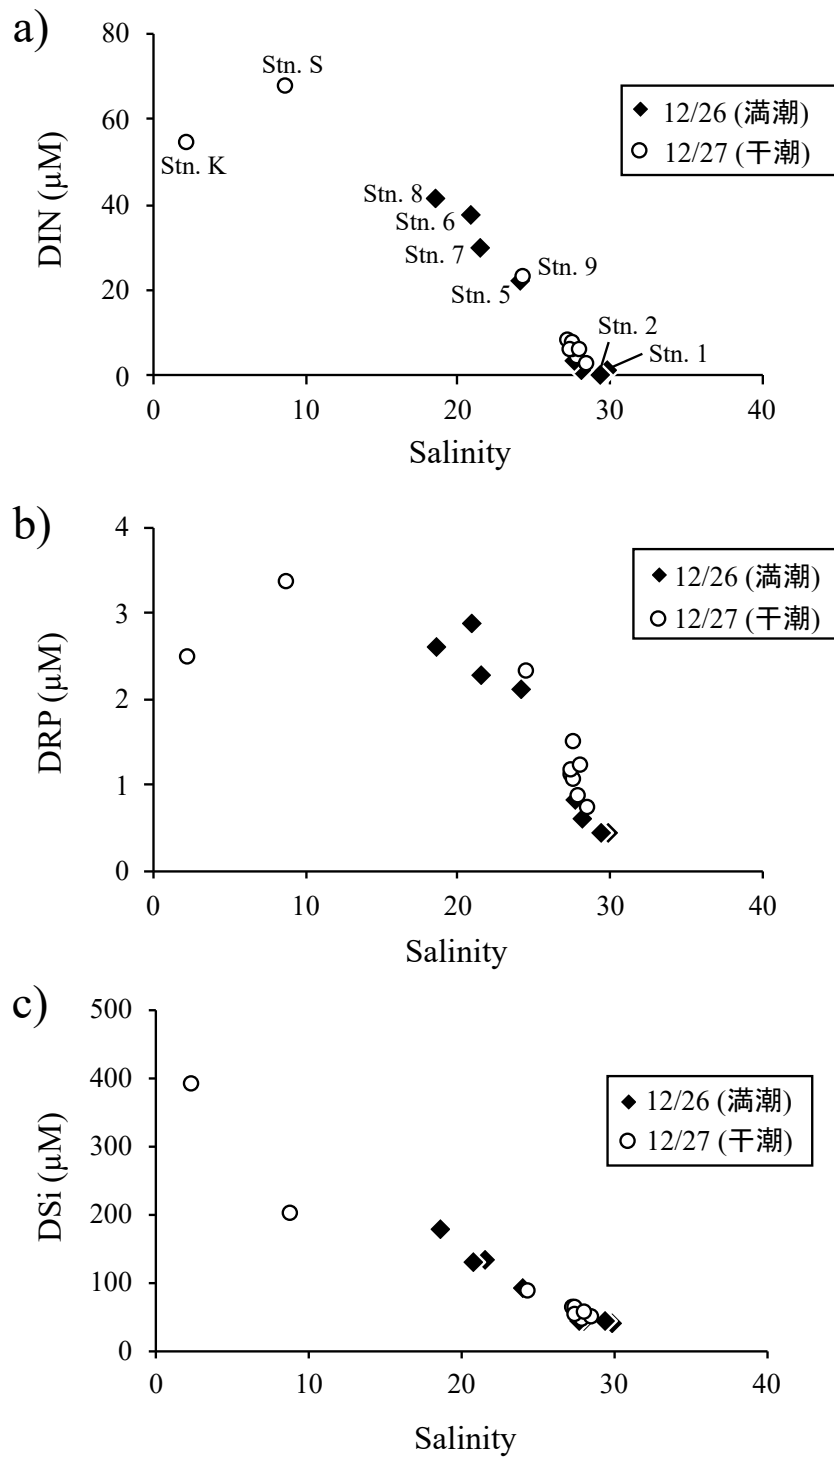 a)
80
60
40
20
0
DIN (μM)
Stn. S
Stn. K
Stn. 8
Stn. 6
Stn. 7
Stn. 9
Stn. 5
Stn. 2
Stn. 1
◆ 12/26 (満潮)
○ 12/27 (干潮)
0 10 20 30 40
Salinity
b)
4
3
2
1
0
DRP (μM)
◆ 12/26 (満潮)
○ 12/27 (干潮)
0 10 20 30 40
Salinity
c)
500
400
300
200
100
0
DSi (μM)
◆ 12/26 (満潮)
○ 12/27 (干潮)
0 10 20 30 40
Salinity